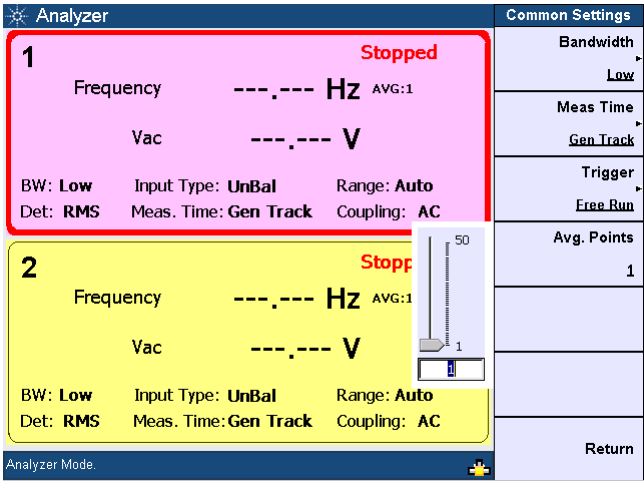 Analyzer
Common Settings
1
Stopped
Frequency ---.--- Hz AVG:1
Vac ---.--- V
BW: Low Input Type: UnBal Range: Auto
Det: RMS Meas. Time: Gen Track Coupling: AC
2
Stopp
Frequency ---.--- Hz AVG:1
Vac ---.--- V
BW: Low Input Type: UnBal Range: Auto
Det: RMS Meas. Time: Gen Track Coupling: AC
50
1
1
Bandwidth
Low
Meas Time
Gen Track
Trigger
Free Run
Avg. Points
1
Return
Analyzer Mode.